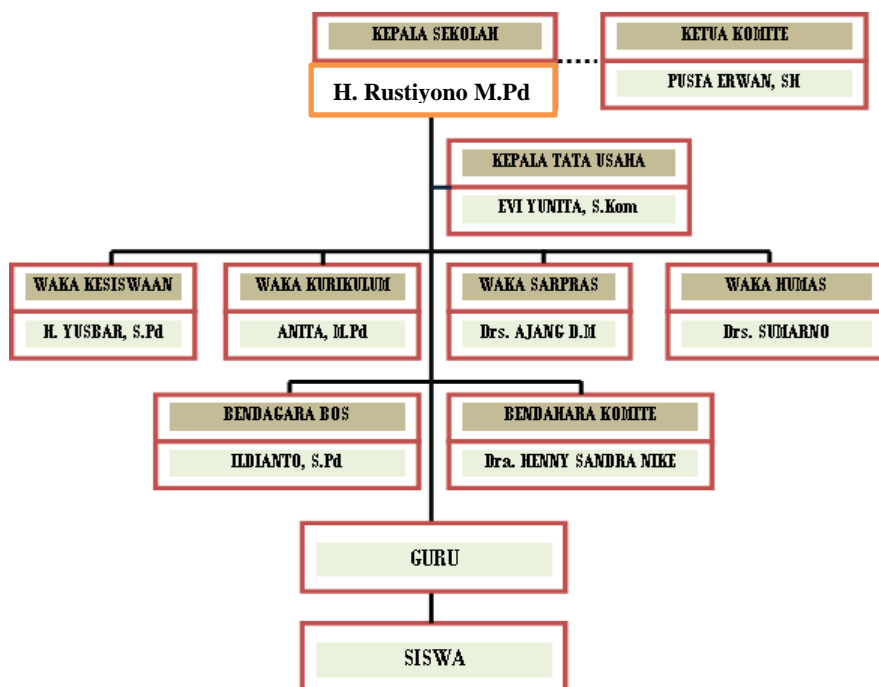 KEPALA SEKOLAH
H. Rustiyono M.Pd
KETUA KOMITE
PUSFA ERWAN, SH
KEPALA TATA USAHA
EVI YUNITA, S.Kom
WAKA KESISWAAN
H. YUSBAR, S.Pd
WAKA KURIKULUM
ANITA, M.Pd
WAKA SARPRAS
Drs. AJANG D.M
WAKA HUMAS
Drs. SUMARNO
BENDAGARA BOS
ILDIANTO, S.Pd
BENDAHARA KOMITE
Dra. HENNY SANDRA NIKE
GURU
SISWA